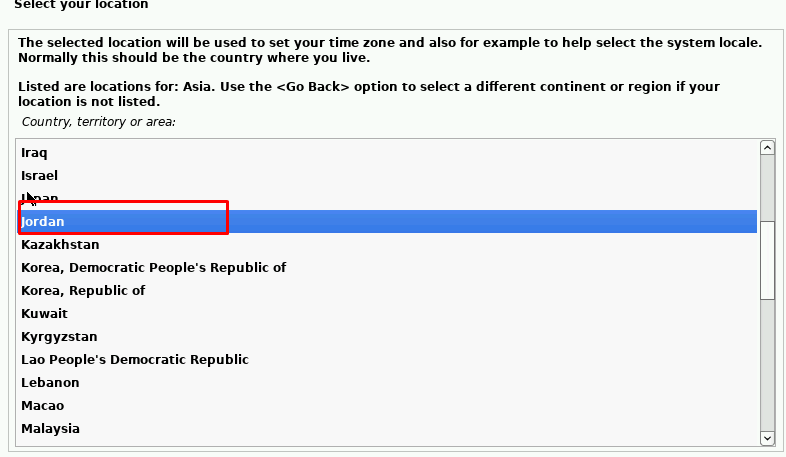 Select your location
The selected location will be used to set your time zone and also for example to help select the system locale.
Normally this should be the country where you live.
Listed are locations for: Asia. Use the <Go Back> option to select a different continent or region if your
location is not listed.
Country, territory or area:
Iraq
Israel
Japan
Jordan
Kazakhstan
Korea, Democratic People's Republic of
Korea, Republic of
Kuwait
Kyrgyzstan
Lao People's Democratic Republic
Lebanon
Macao
Malaysia